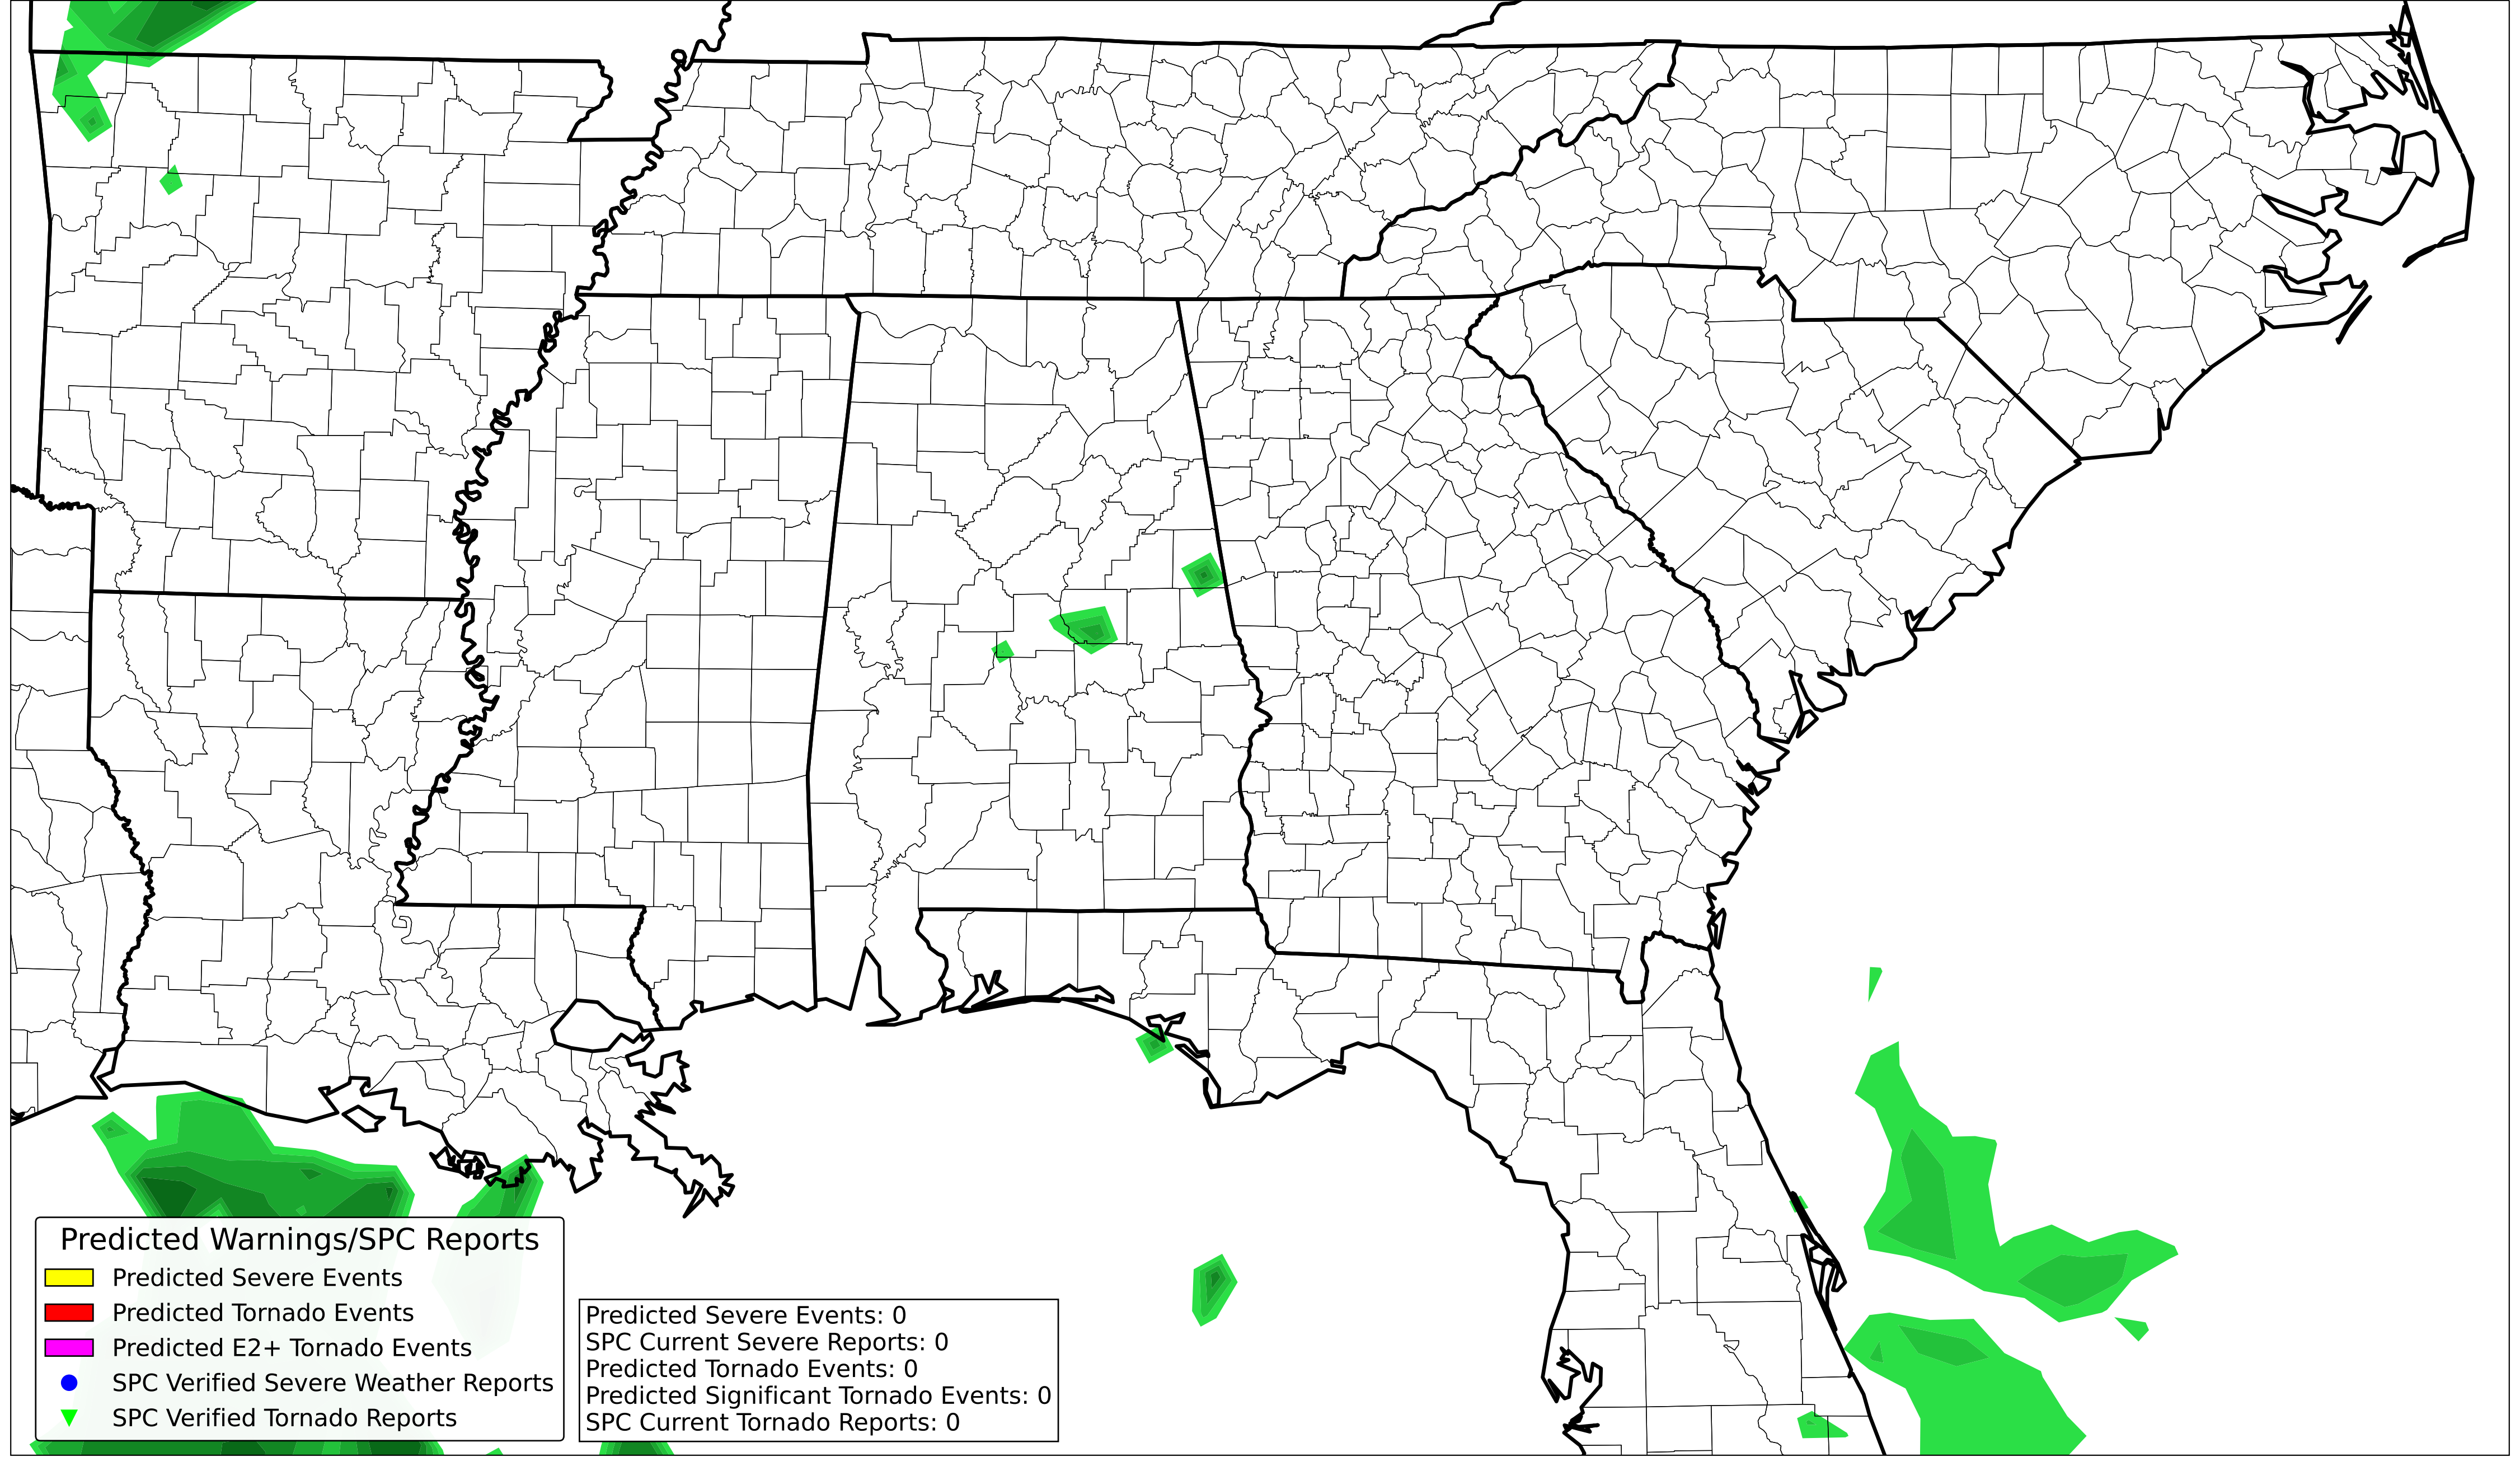 Predicted Warnings/SPC Reports
Predicted Severe Events
Predicted Tornado Events
Predicted E2+ Tornado Events
SPC Verified Severe Weather Reports
SPC Verified Tornado Reports
Predicted Severe Events: 0
SPC Current Severe Reports: 0
Predicted Tornado Events: 0
Predicted Significant Tornado Events: 0
SPC Current Tornado Reports: 0